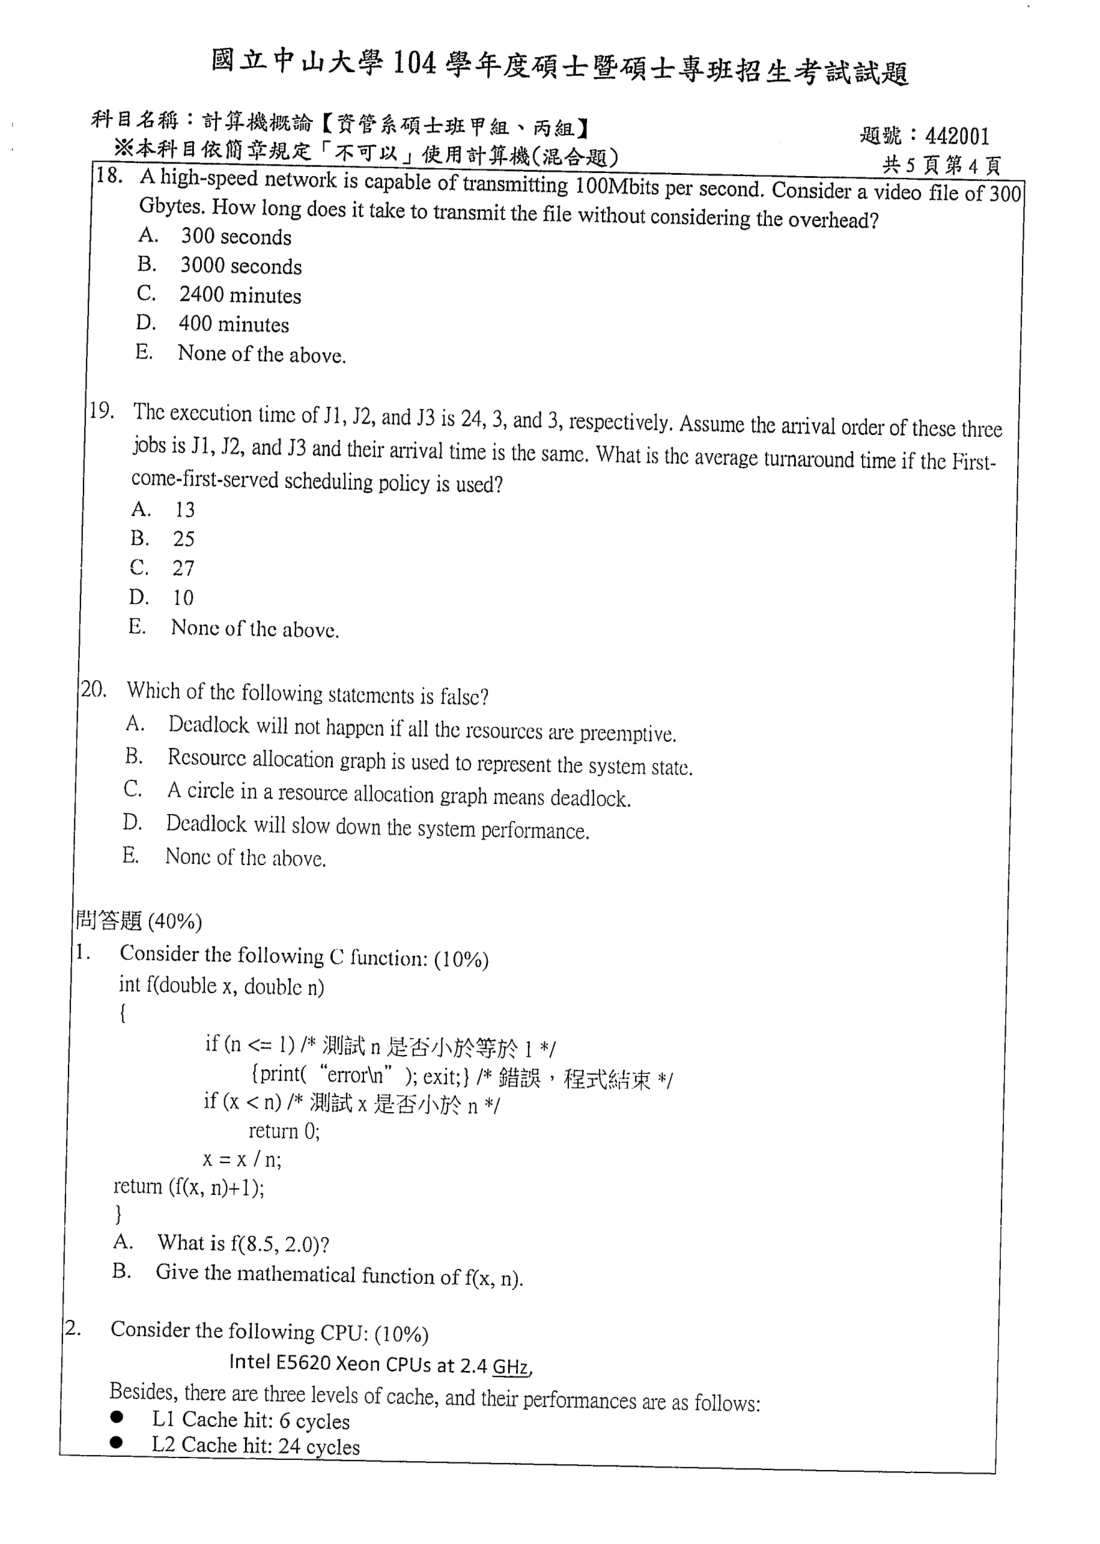 國立中山大學 104 學年度碩士暨碩士專班招生考試試題
科目名稱：計算機概論【資管系碩士班甲組、丙組】
題號：442001
※本科目依簡章規定「不可以」使用計算機(混合題)
共 5 頁第 4 頁
18. A high-speed network is capable of transmitting 100Mbits per second. Consider a video file of 300
Gbytes. How long does it take to transmit the file without considering the overhead?
A. 300 seconds
B. 3000 seconds
C. 2400 minutes
D. 400 minutes
E. None of the above.
19. The execution time of J1, J2, and J3 is 24, 3, and 3, respectively. Assume the arrival order of these three
jobs is J1, J2, and J3 and their arrival time is the same. What is the average turnaround time if the First-
come-first-served scheduling policy is used?
A. 13
B. 25
C. 27
D. 10
E. None of the above.
20. Which of the following statements is false?
A. Deadlock will not happen if all the resources are preemptive.
B. Resource allocation graph is used to represent the system state.
C. A circle in a resource allocation graph means deadlock.
D. Deadlock will slow down the system performance.
E. None of the above.
問答題 (40%)
1. Consider the following C function: (10%)
int f(double x, double n)
{
if (n <= 1) /* 測試 n 是否小於等於 1 */
{print( “error\n” ); exit;} /* 錯誤，程式結束 */
if (x < n) /* 測試 x 是否小於 n */
return 0;
x = x / n;
return (f(x, n)+1);
}
A. What is f(8.5, 2.0)?
B. Give the mathematical function of f(x, n).
2. Consider the following CPU: (10%)
Intel E5620 Xeon CPUs at 2.4 GHz,
Besides, there are three levels of cache, and their performances are as follows:
● L1 Cache hit: 6 cycles
● L2 Cache hit: 24 cycles